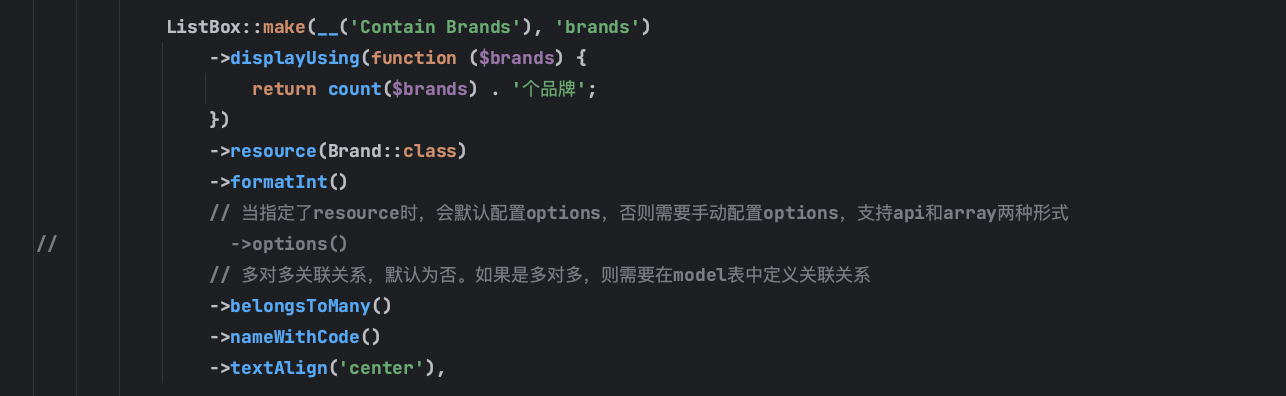 ListBox::make(__('Contain Brands'), 'brands')
->displayUsing(function ($brands) {
return count($brands) . '个品牌';
})
->resource(Brand::class)
->formatInt()
// 当指定了resource时，会默认配置options，否则需要手动配置options，支持api和array两种形式
// ->options()
// 多对多关联关系，默认为否。如果是多对多，则需要在model表中定义关联关系
->belongsToMany()
->nameWithCode()
->textAlign('center'),